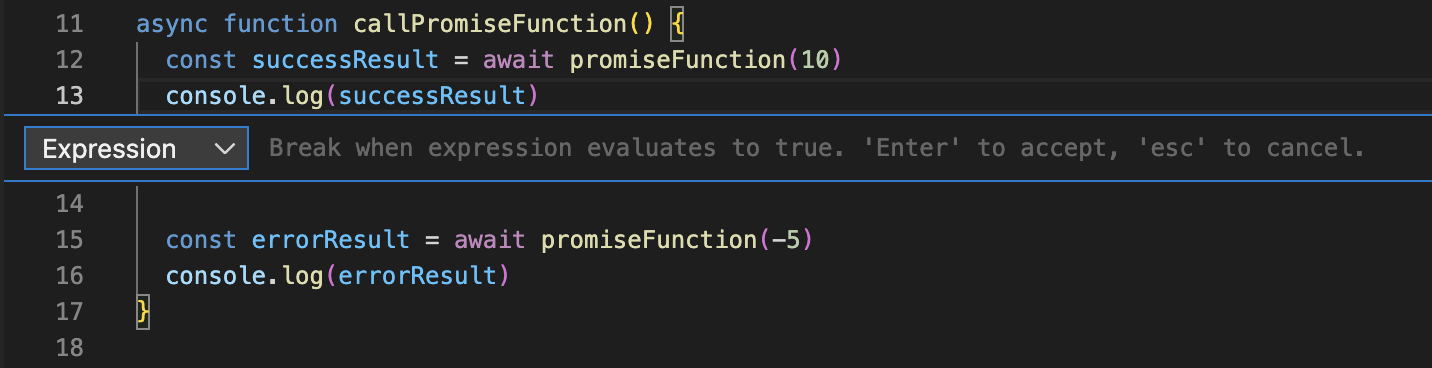 11 async function callPromiseFunction() {
12 const successResult = await promiseFunction(10)
13 console.log(successResult)
Expression Break when expression evaluates to true. 'Enter' to accept, 'esc' to cancel.
14
15 const errorResult = await promiseFunction(-5)
16 console.log(errorResult)
17 }
18